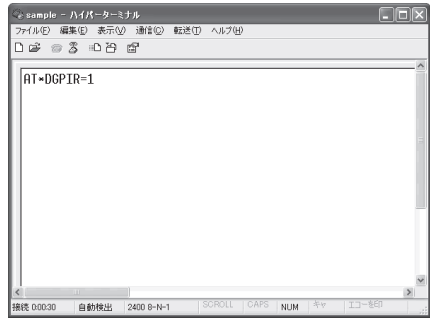 sample - ハイパーターミナル
ファイル(F) 編集(E) 表示(V) 通信(C) 転送(T) ヘルプ(H)
AT*DGPIR=1
接続 0:00:30 自動検出 2400 8-N-1 SCROLL CAPS NUM キャ エコーを印